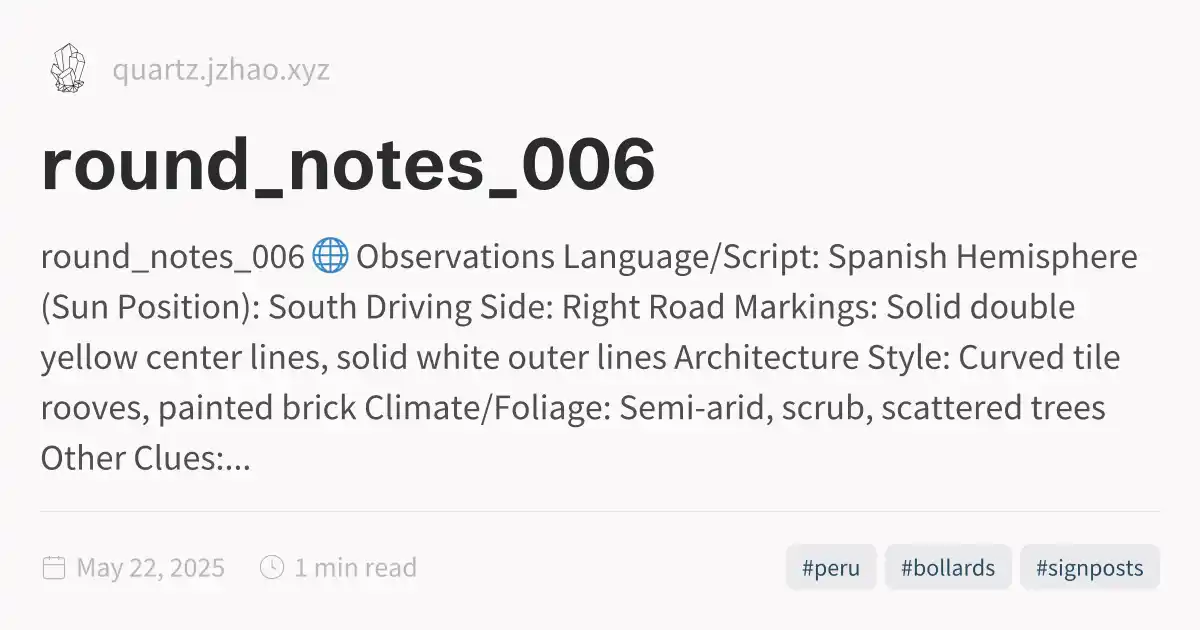 quartz.jzhao.xyz
round_notes_006
round_notes_006 🌐 Observations Language/Script: Spanish Hemisphere
(Sun Position): South Driving Side: Right Road Markings: Solid double
yellow center lines, solid white outer lines Architecture Style: Curved tile
rooves, painted brick Climate/Foliage: Semi-arid, scrub, scattered trees
Other Clues:...
May 22, 2025 1 min read #peru #bollards #signposts